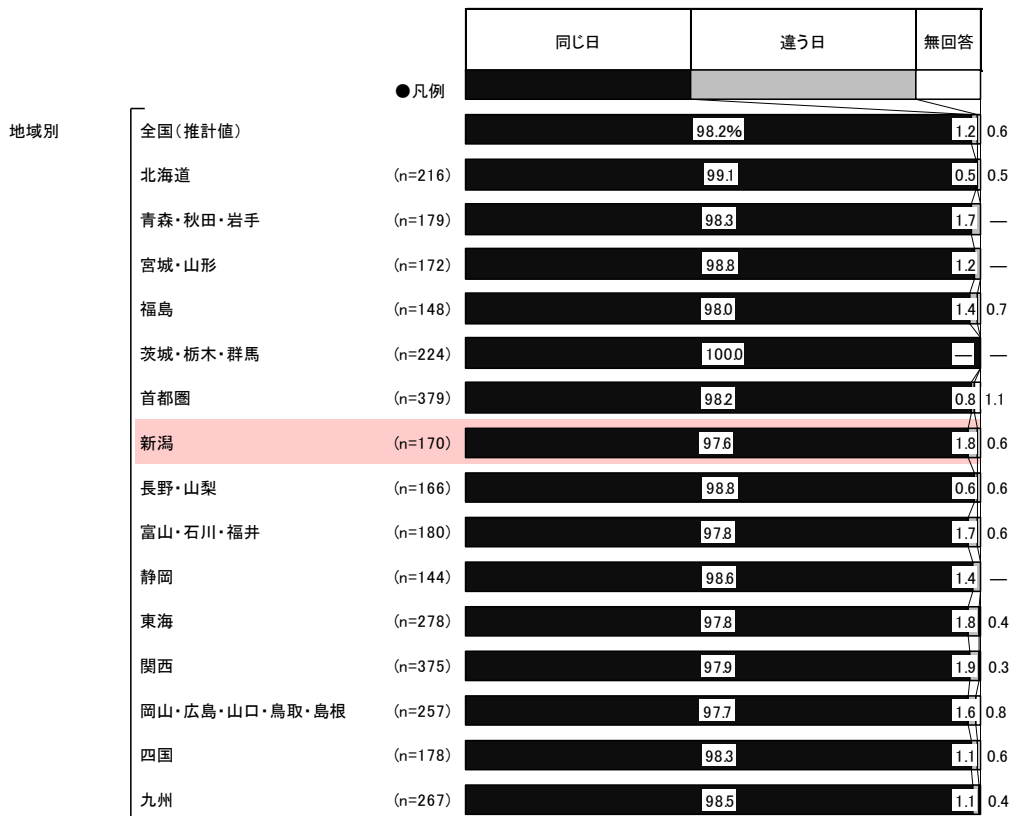 同じ日 違う日 無回答
●凡例
地域別 全国(推計値) 98.2% 1.2 0.6
北海道 (n=216) 99.1 0.5 0.5
青森・秋田・岩手 (n=179) 98.3 1.7 ―
宮城・山形 (n=172) 98.8 1.2 ―
福島 (n=148) 98.0 1.4 0.7
茨城・栃木・群馬 (n=224) 100.0 ― ―
首都圏 (n=379) 98.2 0.8 1.1
新潟 (n=170) 97.6 1.8 0.6
長野・山梨 (n=166) 98.8 0.6 0.6
富山・石川・福井 (n=180) 97.8 1.7 0.6
静岡 (n=144) 98.6 1.4 ―
東海 (n=278) 97.8 1.8 0.4
関西 (n=375) 97.9 1.9 0.3
岡山・広島・山口・鳥取・島根 (n=257) 97.7 1.6 0.8
四国 (n=178) 98.3 1.1 0.6
九州 (n=267) 98.5 1.1 0.4